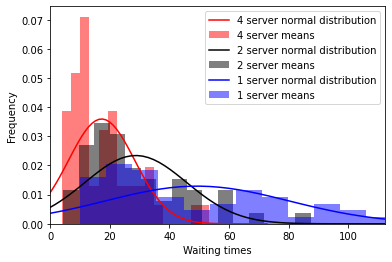 4 server normal distribution
4 server means
2 server normal distribution
2 server means
1 server normal distribution
1 server means
Frequency
0.07
0.06
0.05
0.04
0.03
0.02
0.01
0.00
0 20 40 60 80 100
Waiting times